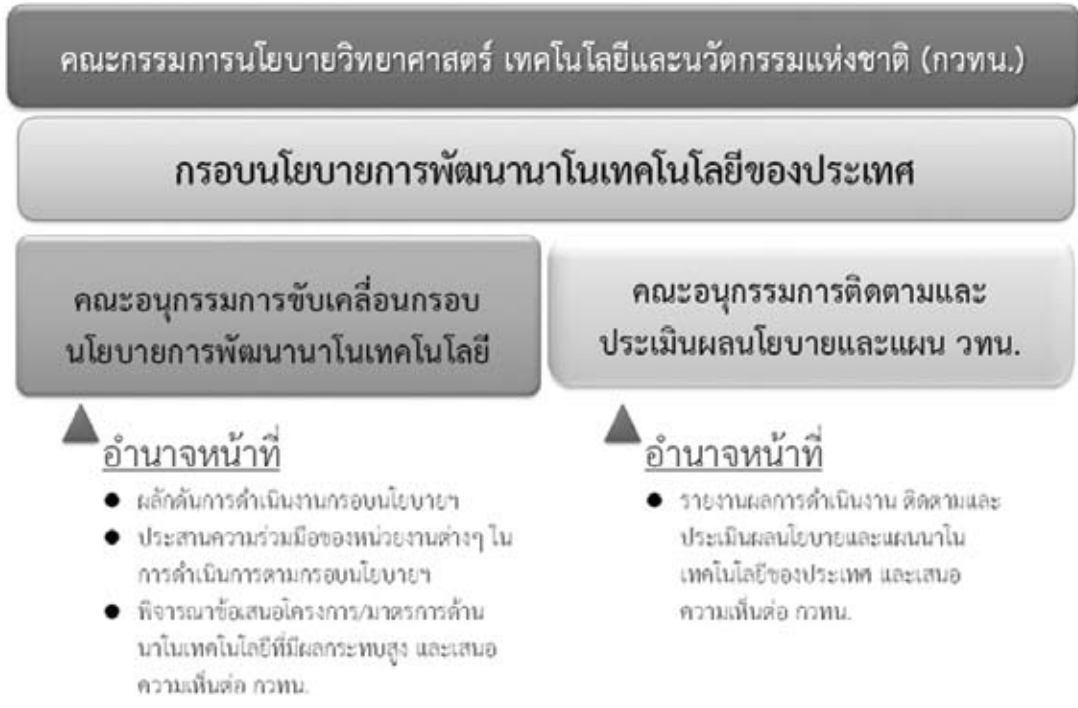 คณะกรรมการนโยบายวิทยาศาสตร์ เทคโนโลยีและนวัตกรรมแห่งชาติ (กวทน.)
กรอบนโยบายการพัฒนานาโนเทคโนโลยีของประเทศ
คณะอนุกรรมการขับเคลื่อนกรอบ
นโยบายการพัฒนานาโนเทคโนโลยี
อำนาจหน้าที่
● ผลักดันการดำเนินงานกรอบนโยบายฯ
● ประสานความร่วมมือของหน่วยงานต่างๆ ใน
การดำเนินการตามกรอบนโยบายฯ
● พิจารณาข้อเสนอโครงการ/มาตรการด้าน
นาโนเทคโนโลยีที่มีผลกระทบสูง และเสนอ
ความเห็นต่อ กวทน.
คณะอนุกรรมการติดตามและ
ประเมินผลนโยบายและแผน วทน.
อำนาจหน้าที่
● รายงานผลการดำเนินงาน ติดตามและ
ประเมินผลนโยบายและแผนนาโน
เทคโนโลยีของประเทศ และเสนอ
ความเห็นต่อ กวทน.